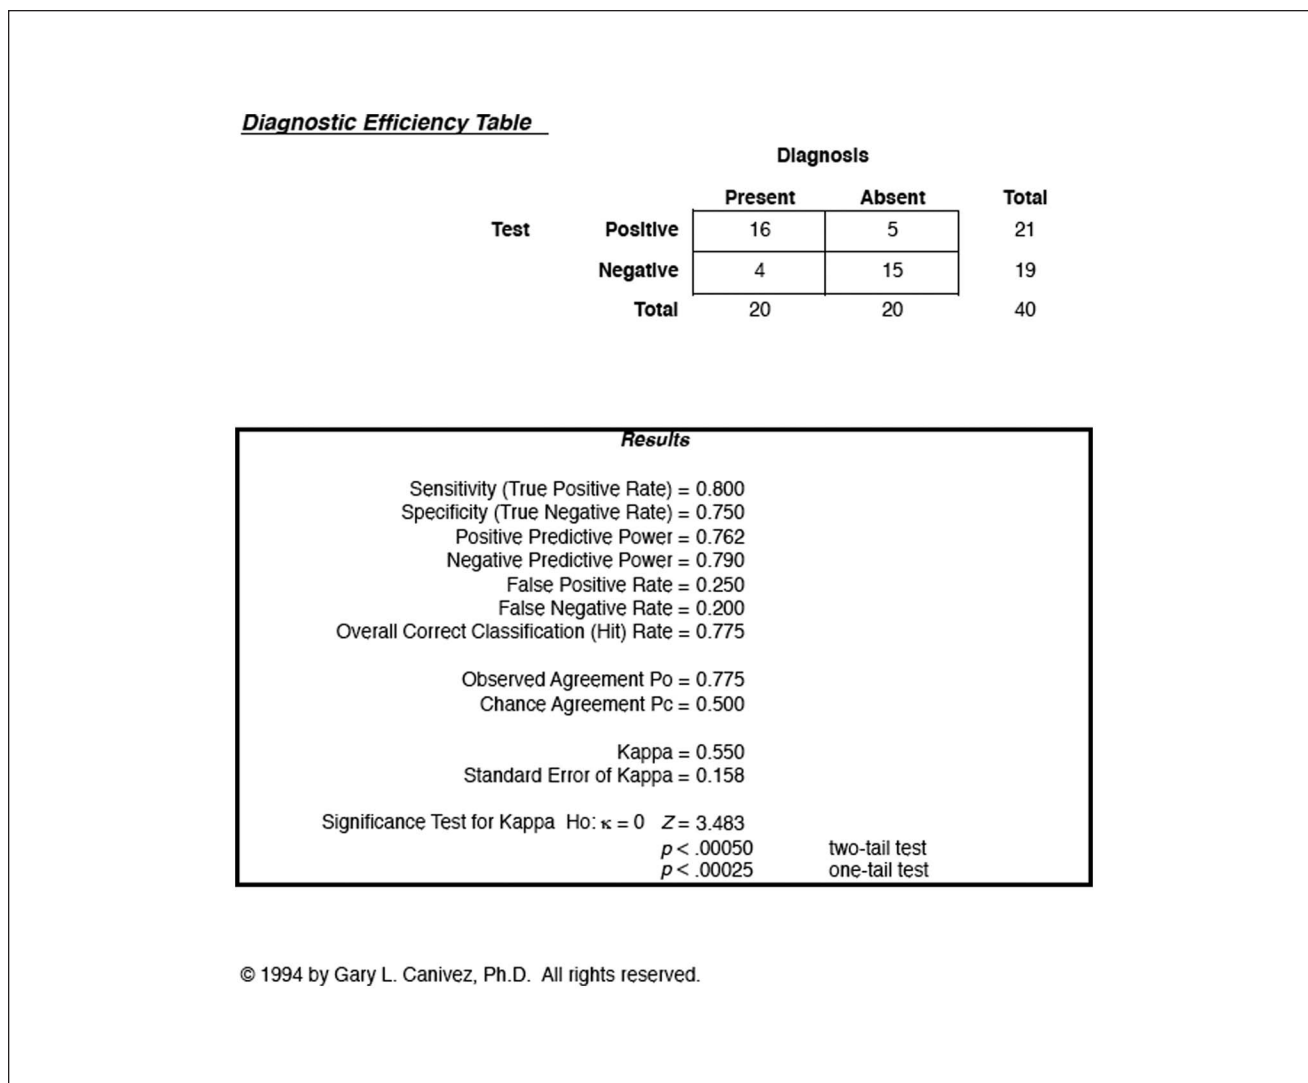 Diagnostic Efficiency Table
Diagnosis
Present Absent Total
Test Positive 16 5 21
Negative 4 15 19
Total 20 20 40
Results
Sensitivity (True Positive Rate) = 0.800
Specificity (True Negative Rate) = 0.750
Positive Predictive Power = 0.762
Negative Predictive Power = 0.790
False Positive Rate = 0.250
False Negative Rate = 0.200
Overall Correct Classification (Hit) Rate = 0.775
Observed Agreement Po = 0.775
Chance Agreement Pc = 0.500
Kappa = 0.550
Standard Error of Kappa = 0.158
Significance Test for Kappa Ho: κ = 0 Z = 3.483
p < .00050 two-tail test
p < .00025 one-tail test
© 1994 by Gary L. Canivez, Ph.D. All rights reserved.